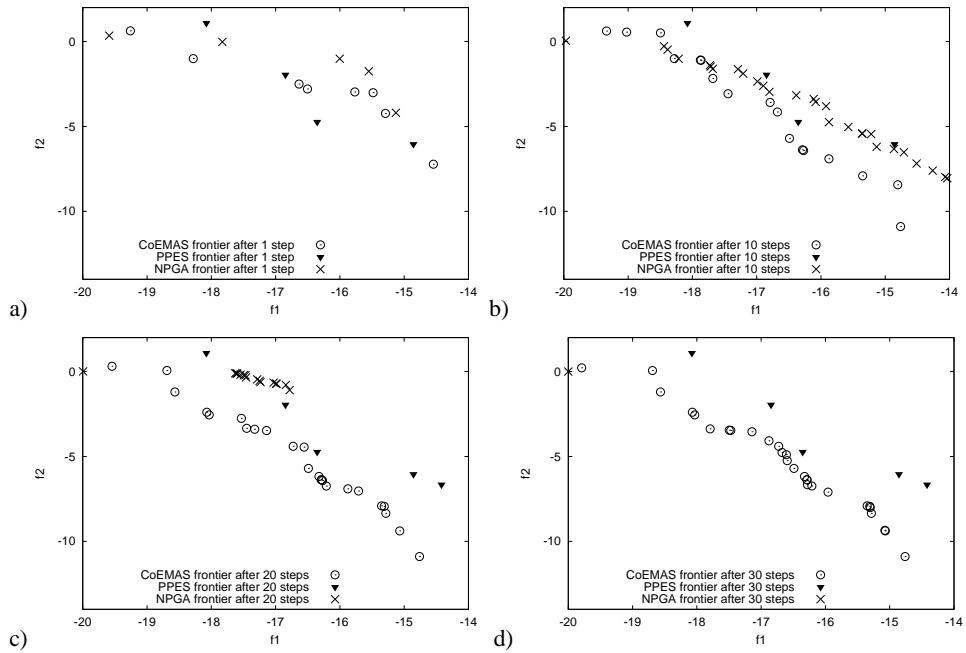 0
-5
-10
-20
-19
-18
-17
-16
-15
-14
f2
f1
CoEMAS frontier after 1 step
PPES frontier after 1 step
NPGA frontier after 1 step
a)
0
-5
-10
-20
-19
-18
-17
-16
-15
-14
f2
f1
CoEMAS frontier after 10 steps
PPES frontier after 10 steps
NPGA frontier after 10 steps
b)
0
-5
-10
-20
-19
-18
-17
-16
-15
-14
f2
f1
CoEMAS frontier after 20 steps
PPES frontier after 20 steps
NPGA frontier after 20 steps
c)
0
-5
-10
-20
-19
-18
-17
-16
-15
-14
f2
f1
CoEMAS frontier after 30 steps
PPES frontier after 30 steps
NPGA frontier after 30 steps
d)